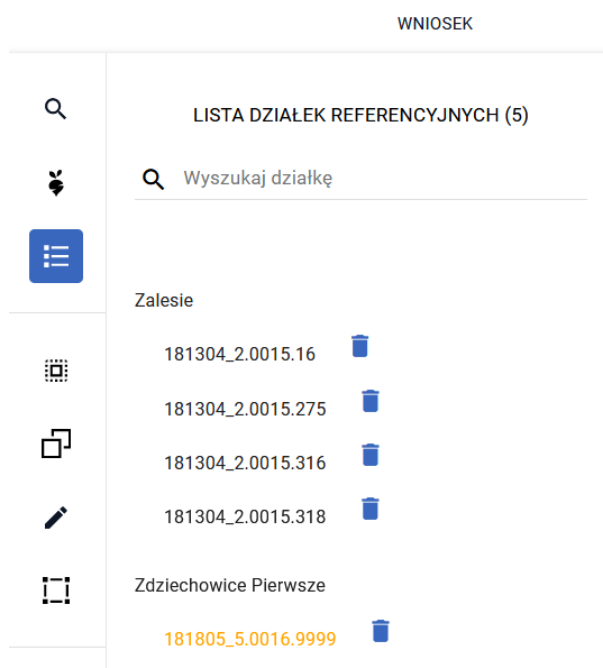 WNIOSEK
LISTA DZIAŁEK REFERENCYJNYCH (5)
Wyszukaj działkę
Zalesie
181304_2.0015.16
181304_2.0015.275
181304_2.0015.316
181304_2.0015.318
Zdziechowice Pierwsze
181805_5.0016.9999